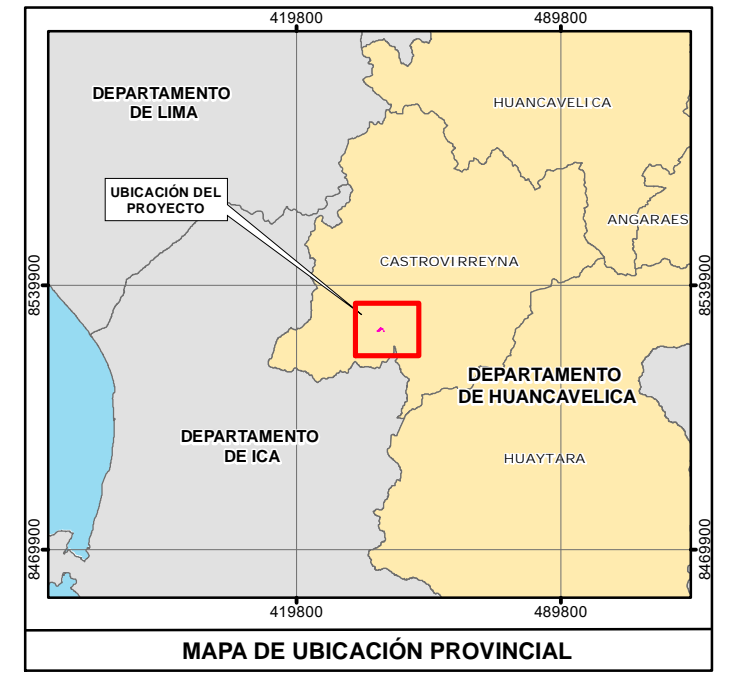 419800
489800
DEPARTAMENTO
DE LIMA
HUANCAVELICA
UBICACIÓN DEL
PROYECTO
ANGARAES
CASTROVIRREYNA
8539900
8539900
DEPARTAMENTO
DE HUANCAVELICA
DEPARTAMENTO
DE ICA
HUAYTARA
8469900
8469900
419800
489800
MAPA DE UBICACIÓN PROVINCIAL